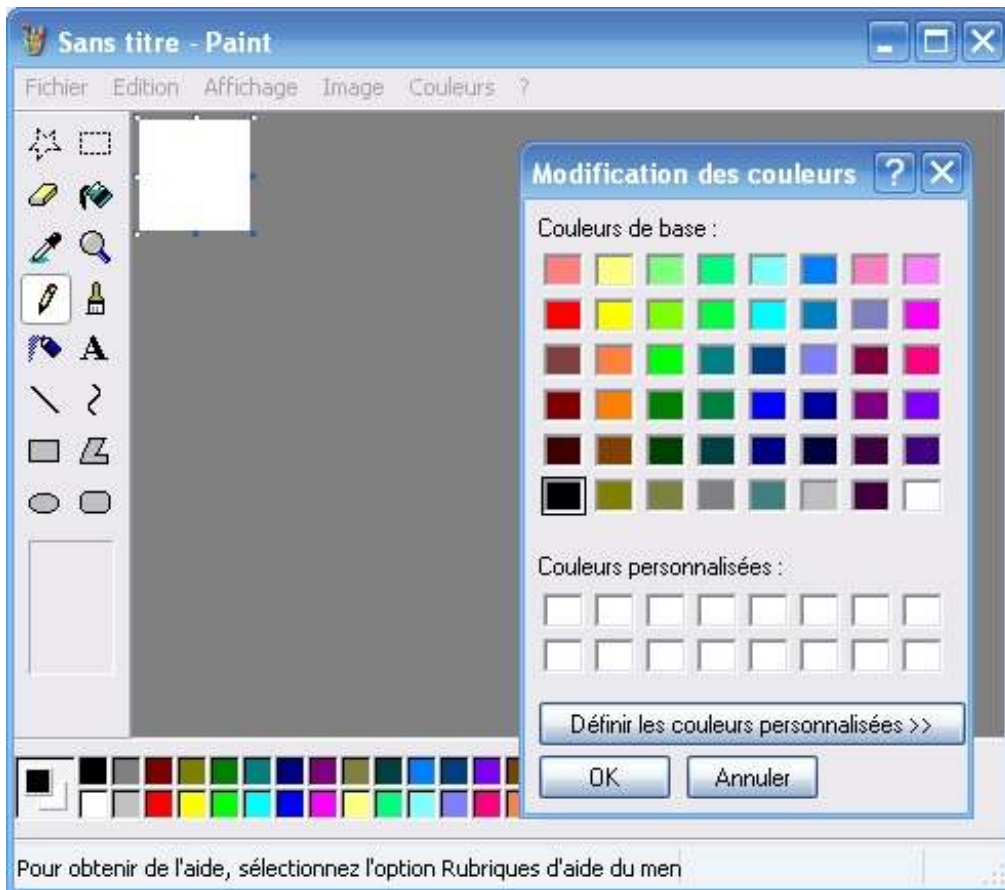 Sans titre - Paint
Fichier Edition Affichage Image Couleurs ?
A
Modification des couleurs
?
Couleurs de base :
Couleurs personnalisées :
Définir les couleurs personnalisées >>
OK Annuler
Pour obtenir de l'aide, sélectionnez l'option Rubriques d'aide du men